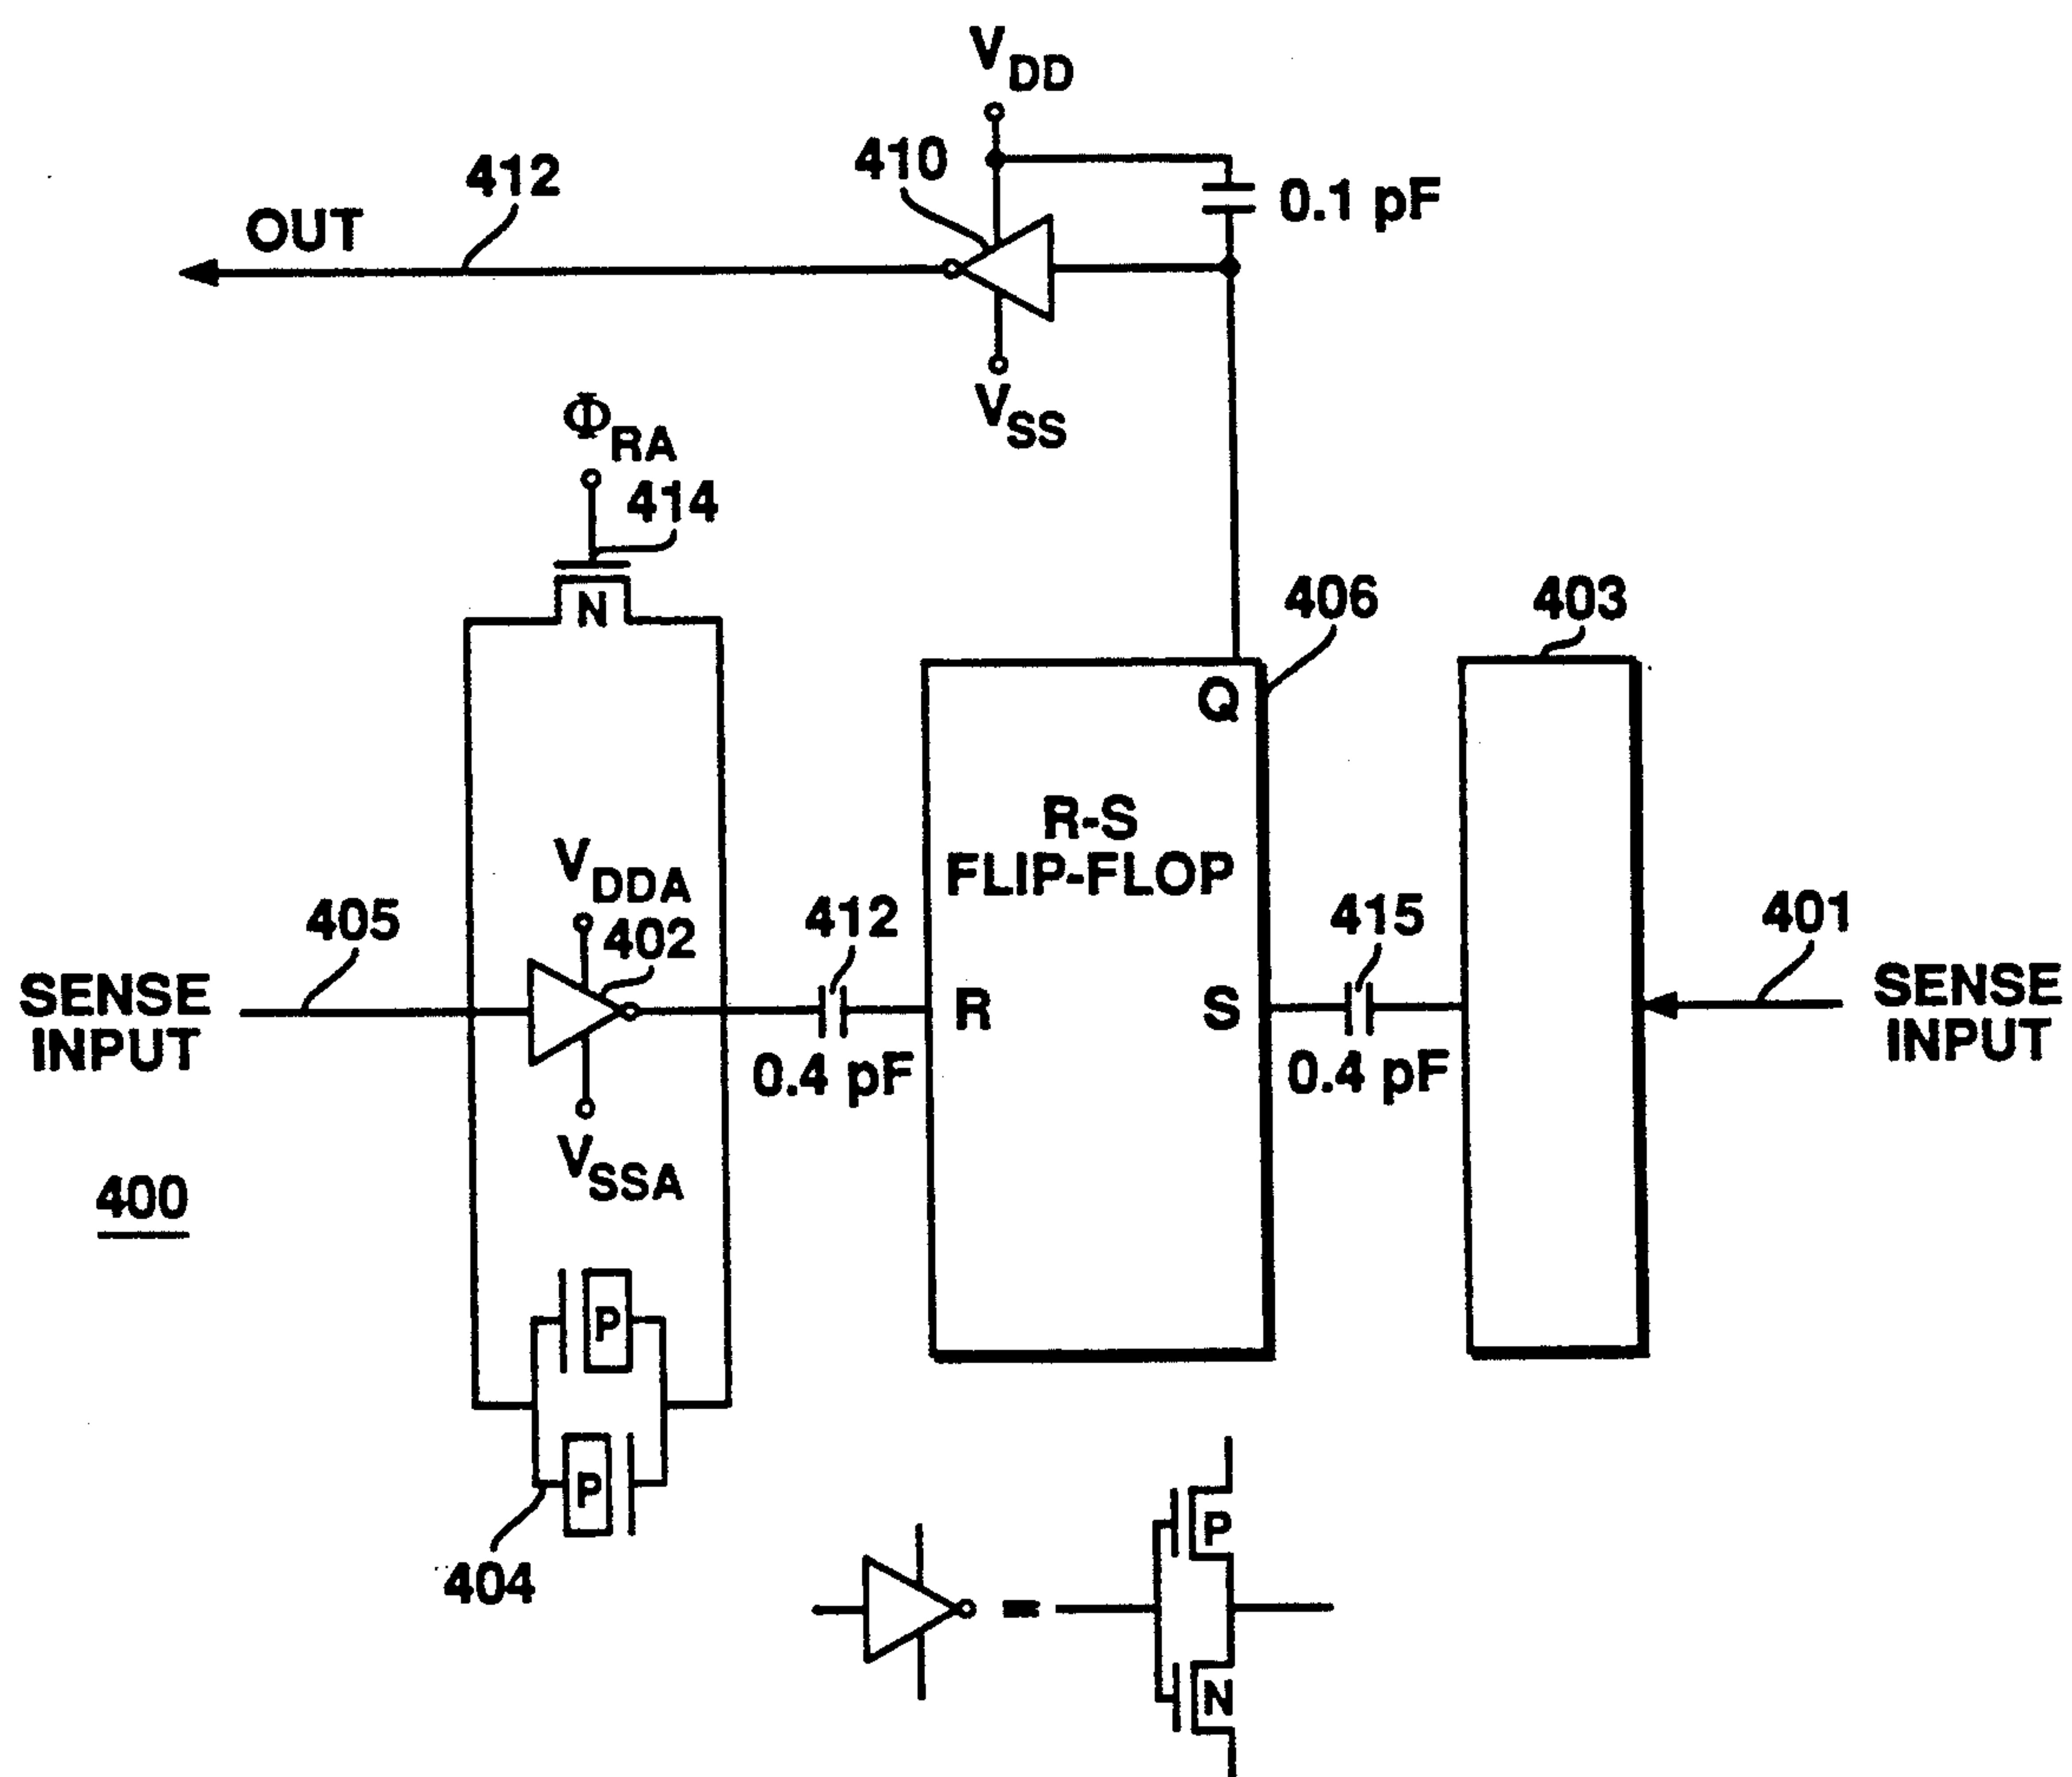 V_DD
410
412
0.1 pF
OUT
V_SS
Φ_RA
414
N
406
403
Q
R-S
FLIP-FLOP
V_DDA
402
405
412
415
401
SENSE
INPUT
R
S
SENSE
INPUT
0.4 pF
0.4 pF
V_SSA
400
P
P
404
P
N